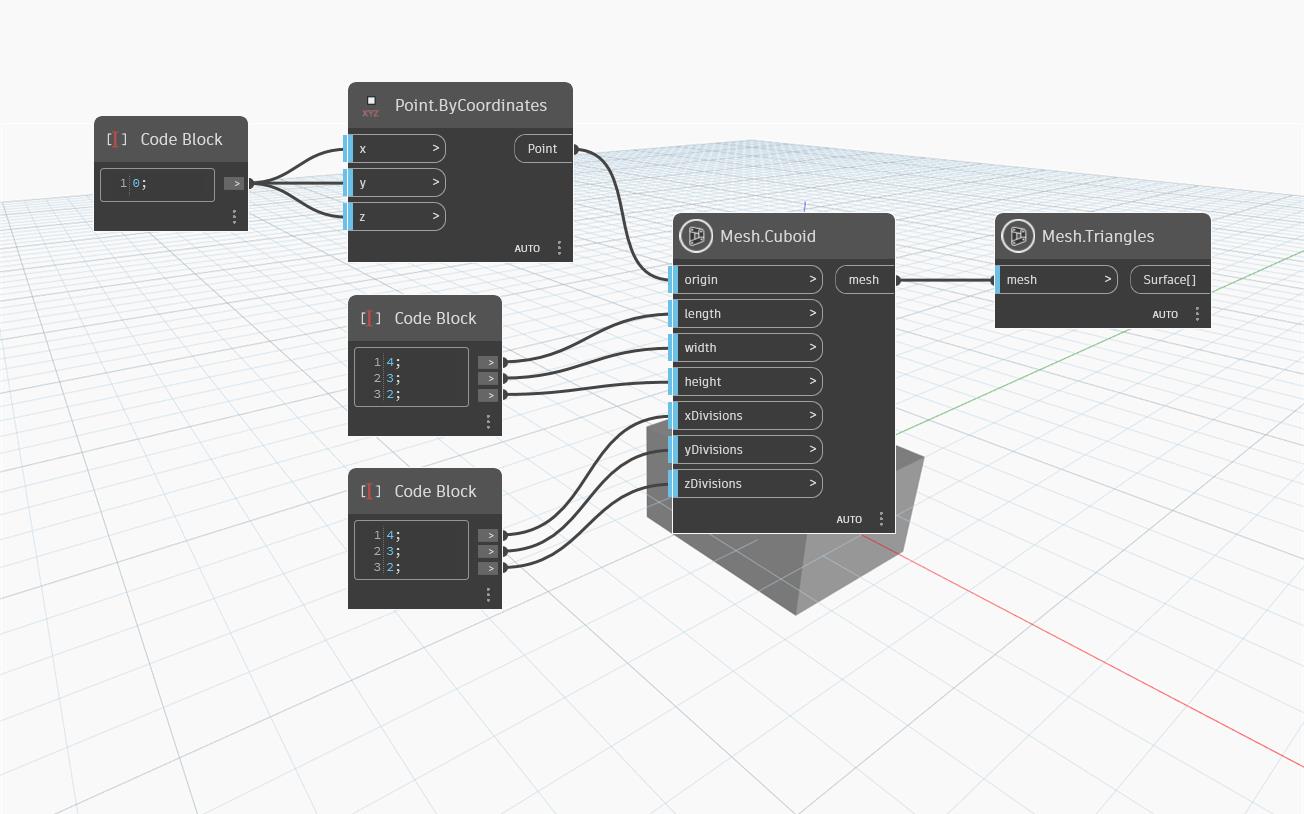 Code Block
1 0;
>
XYZ
Point.ByCoordinates
x >
Point
y >
z >
AUTO
Code Block
1 4;
2 3;
3 2;
>
>
>
Code Block
1 4;
2 3;
3 2;
>
>
>
Mesh.Cuboid
origin >
mesh
length >
width >
height >
xDivisions >
yDivisions >
zDivisions >
AUTO
Mesh.Triangles
mesh >
Surface[]
AUTO